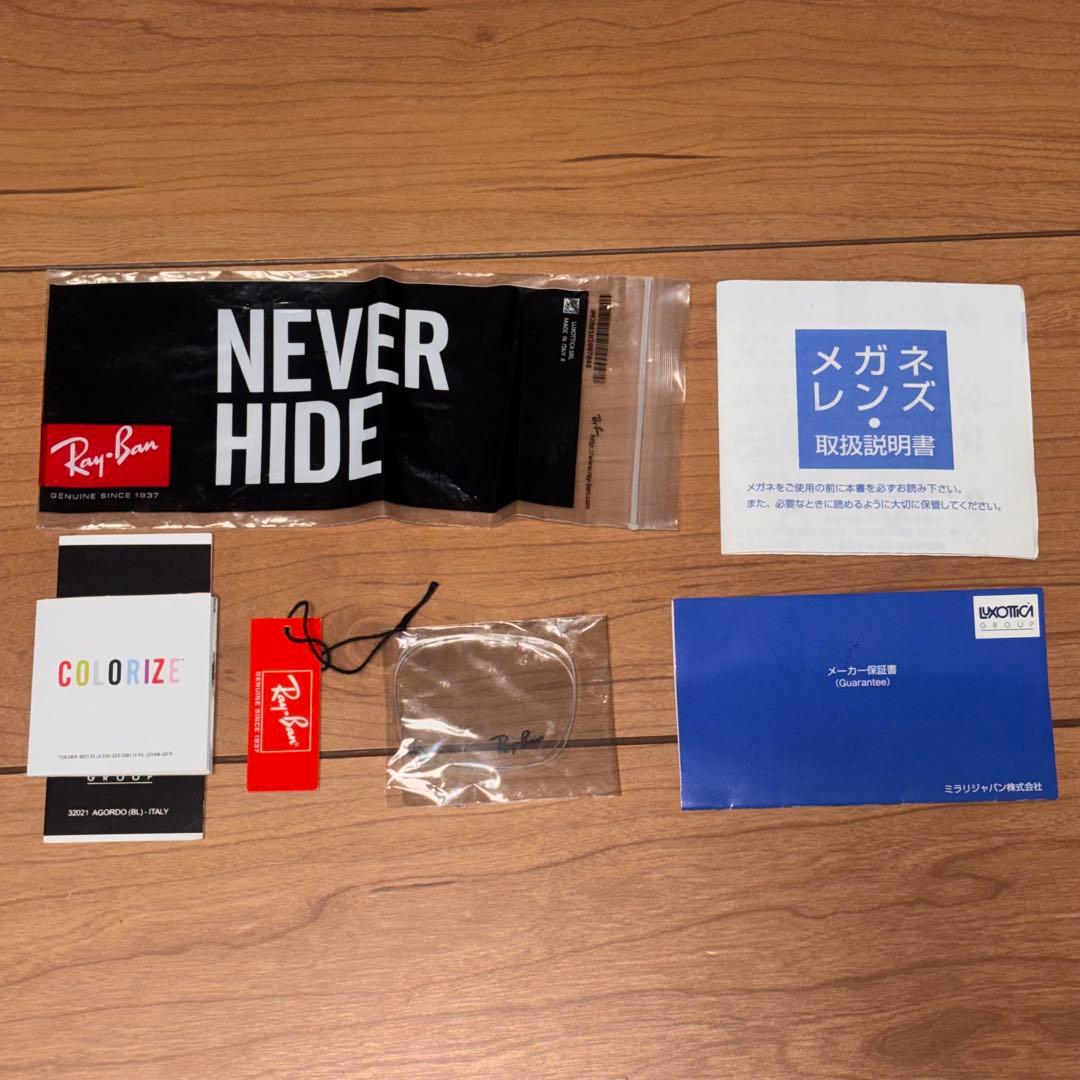 NEVER
HIDE
Ray-Ban
GENUINE SINCE 1937
LUXOTTICA SRL
MADE IN ITALY
Ray-Ban
http://www.ray-ban.com
メガネ
レンズ
・
取扱説明書
メガネをご使用の前に本書を必ずお読み下さい。
また、必要なときに読めるように大切に保管してください。
COLORIZE™
GROUP
32021 AGORDO (BL) - ITALY
Ray-Ban
GENUINE SINCE 1937
Ray-Ban
LUXOTTICA
GROUP
メーカー保証書
(Guarantee)
ミラリジャパン株式会社